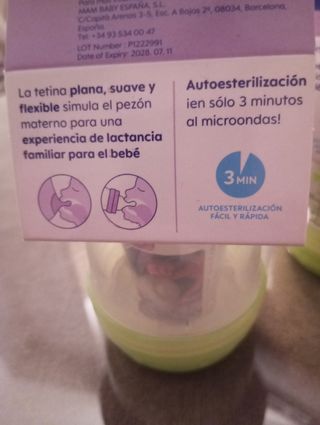 MAM BABY ESPAÑA, S.L.
C/Capitá Arenas 3-5, Esc. A Bajos 2ª, 08034, Barcelona,
España.
Tel: +34 93 534 00 47
LOT Number : P1222991
Date of Expiry: 2028. 07. 11
La tetina plana, suave y
flexible simula el pezón
materno para una
experiencia de lactancia
familiar para el bebé
Autoesterilización
¡en sólo 3 minutos
al microondas!
3 MIN
AUTOESTERILIZACIÓN
FÁCIL Y RÁPIDA